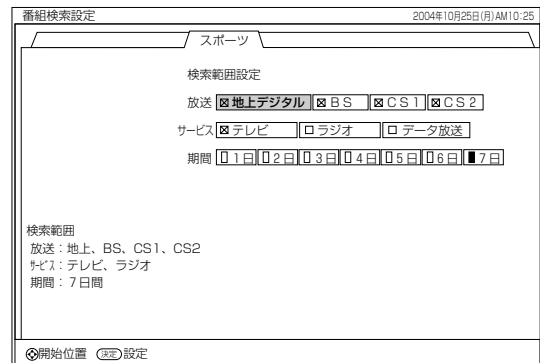 番組検索設定 2004年10月25日(月)AM10:25
スポーツ
検索範囲設定
放送 ☒地上デジタル ☒BS ☒CS1 ☒CS2
サービス ☒テレビ □ラジオ □データ放送
期間 □1日 □2日 □3日 □4日 □5日 □6日 ■7日
検索範囲
放送:地上、BS、CS1、CS2
ｻｰﾋﾞｽ:テレビ、ラジオ
期間:7日間
開始位置 決定 設定